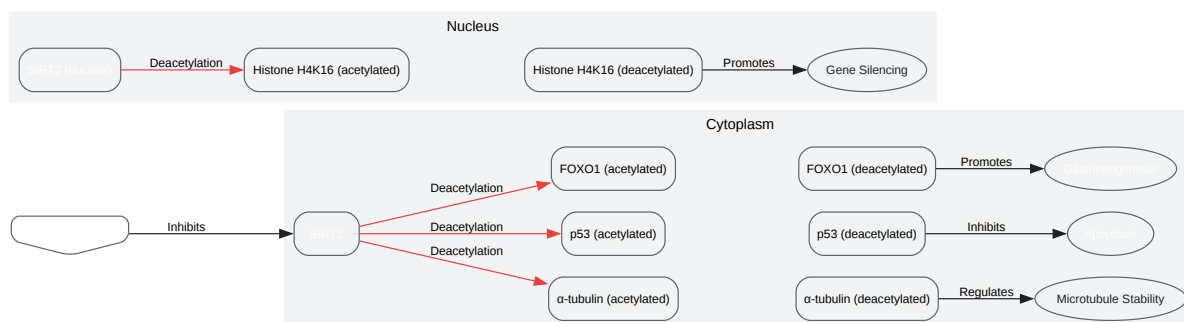 Nucleus
SIRT2 (nuclear)
Deacetylation
Histone H4K16 (acetylated)
Histone H4K16 (deacetylated)
Promotes
Gene Silencing
Cytoplasm
FOXO1 (acetylated)
FOXO1 (deacetylated)
Promotes
Gluconeogenesis
Deacetylation
Inhibits
SIRT2
Deacetylation
p53 (acetylated)
p53 (deacetylated)
Inhibits
Apoptosis
Deacetylation
α-tubulin (acetylated)
α-tubulin (deacetylated)
Regulates
Microtubule Stability